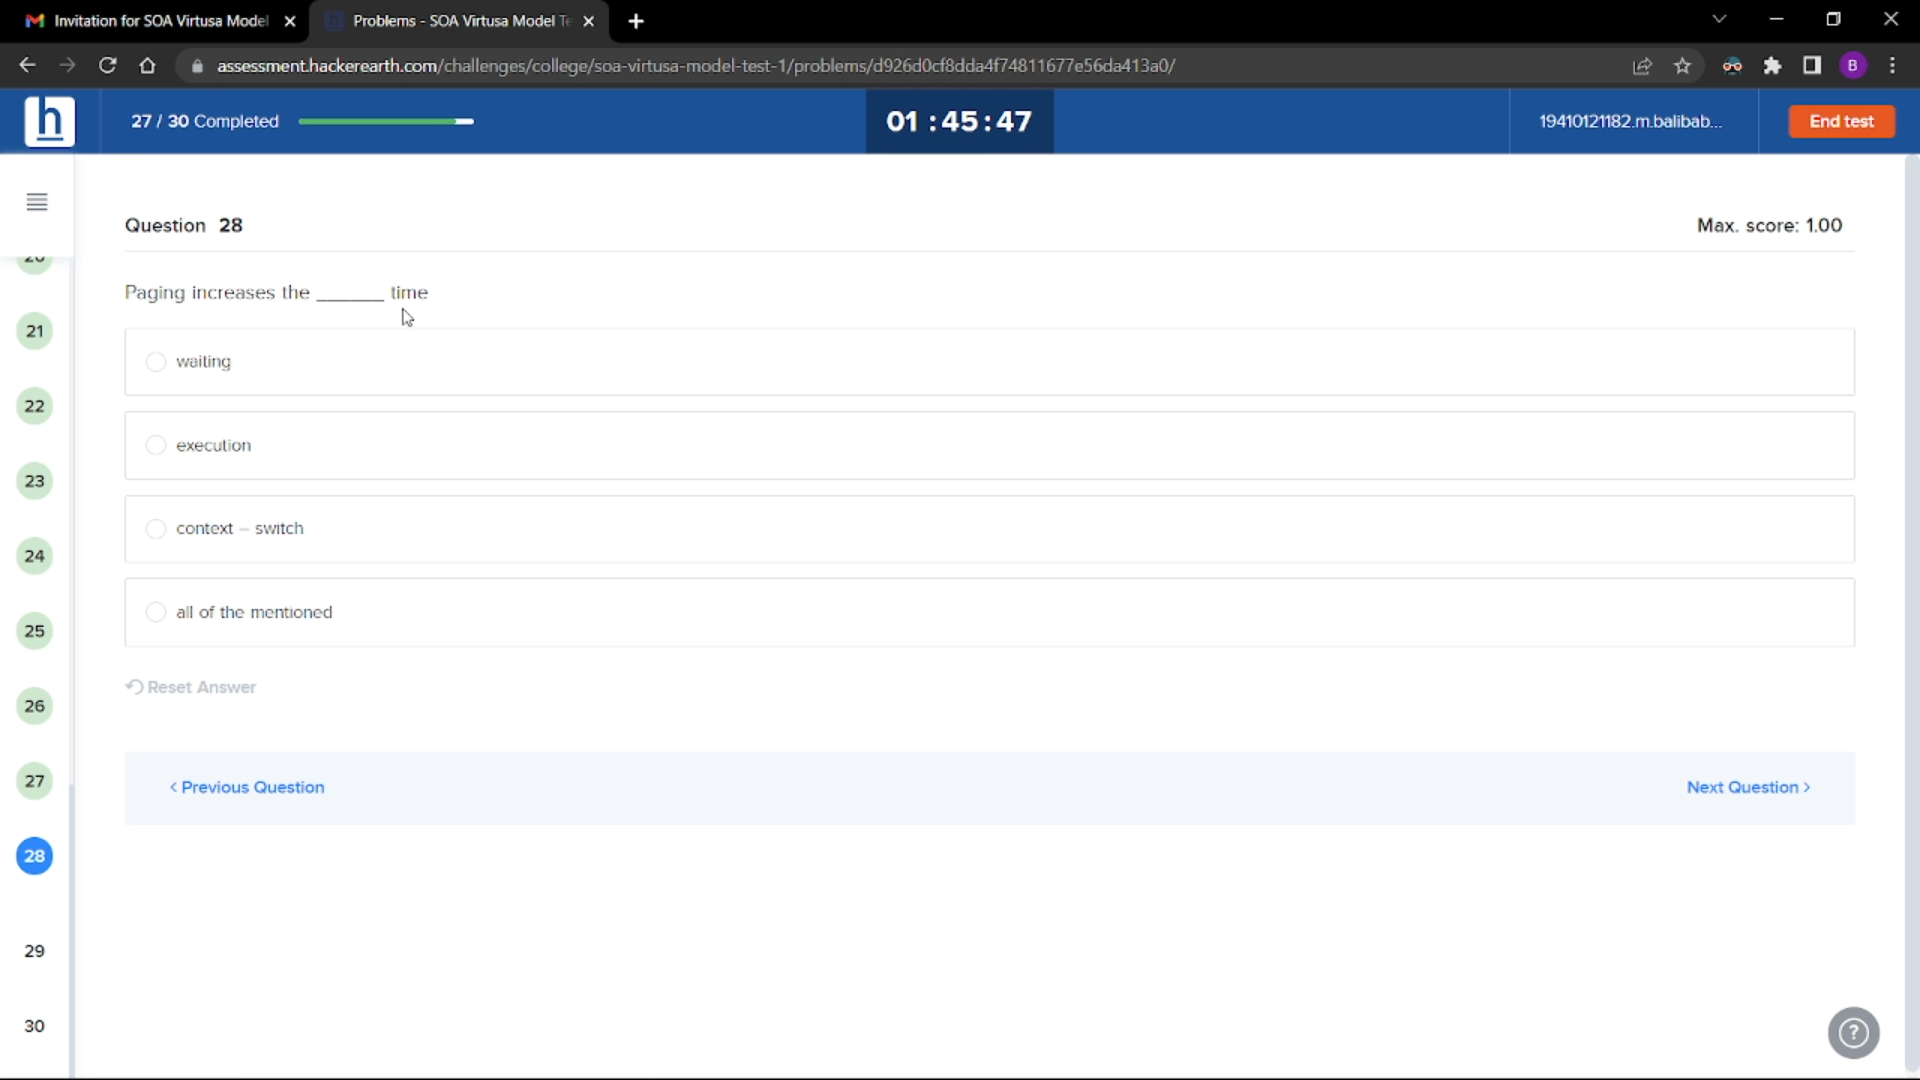 Invitation for SOA Virtusa Model
Problems - SOA Virtusa Model Te
assessment.hackerearth.com/challenges/college/soa-virtusa-model-test-1/problems/d926d0cf8dda4f74811677e56da413a0/
B
h
27 / 30 Completed
01 : 45 : 47
19410121182.m.balibab...
End test
Question 28
Max. score: 1.00
20
Paging increases the ______ time
21
waiting
22
execution
23
context – switch
24
all of the mentioned
25
Reset Answer
26
27
< Previous Question
Next Question >
28
29
30
?